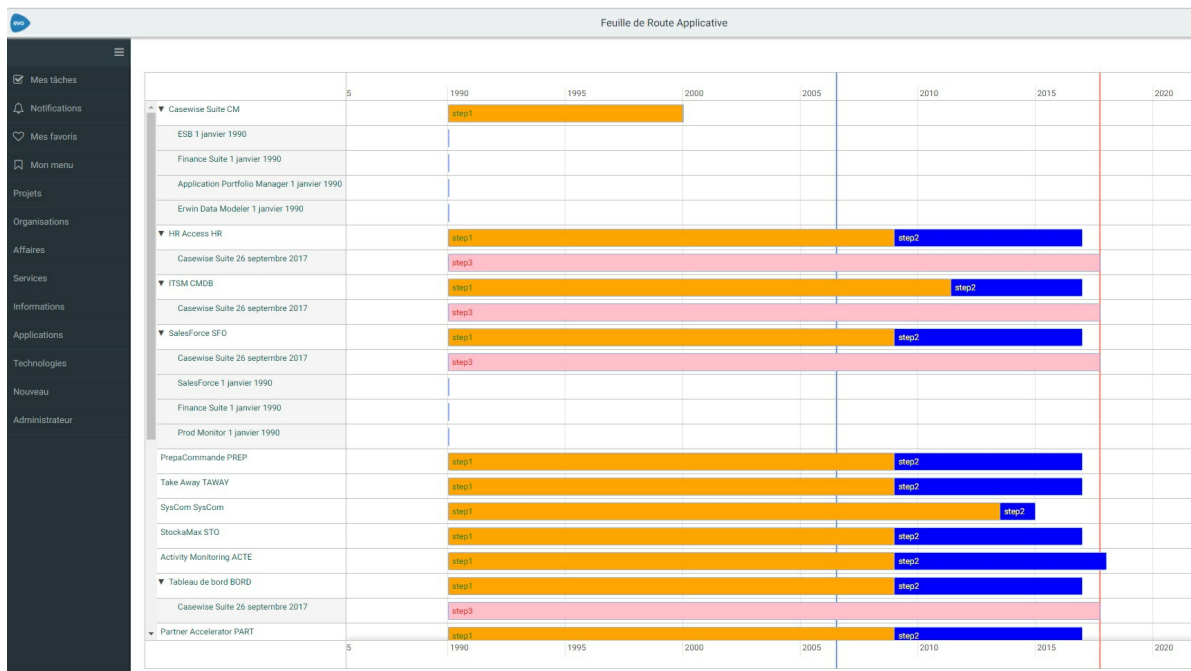 evo
Feuille de Route Applicative
Mes tâches
Notifications
Mes favoris
Mon menu
Projets
Organisations
Affaires
Services
Informations
Applications
Technologies
Nouveau
Administrateur
5 1990 1995 2000 2005 2010 2015 2020
Casewise Suite CM step1
ESB 1 janvier 1990
Finance Suite 1 janvier 1990
Application Portfolio Manager 1 janvier 1990
Erwin Data Modeler 1 janvier 1990
HR Access HR step1 step2
Casewise Suite 26 septembre 2017 step3
ITSM CMDB step1 step2
Casewise Suite 26 septembre 2017 step3
SalesForce SFO step1 step2
Casewise Suite 26 septembre 2017 step3
SalesForce 1 janvier 1990
Finance Suite 1 janvier 1990
Prod Monitor 1 janvier 1990
PrepaCommande PREP step1 step2
Take Away TAWAY step1 step2
SysCom SysCom step1 step2
StockaMax STO step1 step2
Activity Monitoring ACTE step1 step2
Tableau de bord BORD step1 step2
Casewise Suite 26 septembre 2017 step3
Partner Accelerator PART step1 step2
5 1990 1995 2000 2005 2010 2015 2020